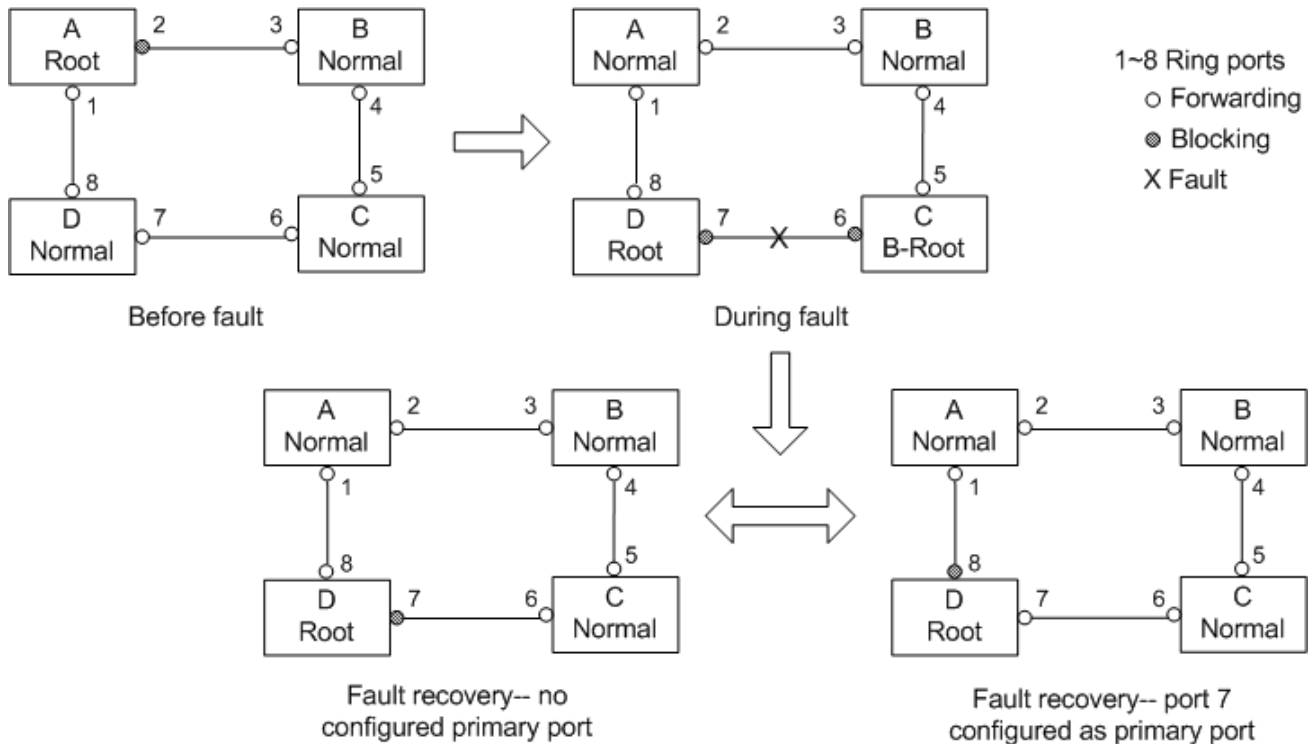 A
Root
2
3
B
Normal
1
4
8
5
D
Normal
7
6
C
Normal
Before fault
A
Normal
2
3
B
Normal
1
4
8
5
D
Root
7
X
6
C
B-Root
During fault
1~8 Ring ports
Forwarding
Blocking
X Fault
A
Normal
2
3
B
Normal
1
4
8
5
D
Root
7
6
C
Normal
Fault recovery-- no
configured primary port
A
Normal
2
3
B
Normal
1
4
8
5
D
Root
7
6
C
Normal
Fault recovery-- port 7
configured as primary port